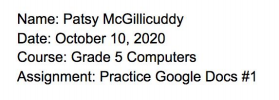 Name: Patsy McGillicuddy
Date: October 10, 2020
Course: Grade 5 Computers
Assignment: Practice Google Docs #1